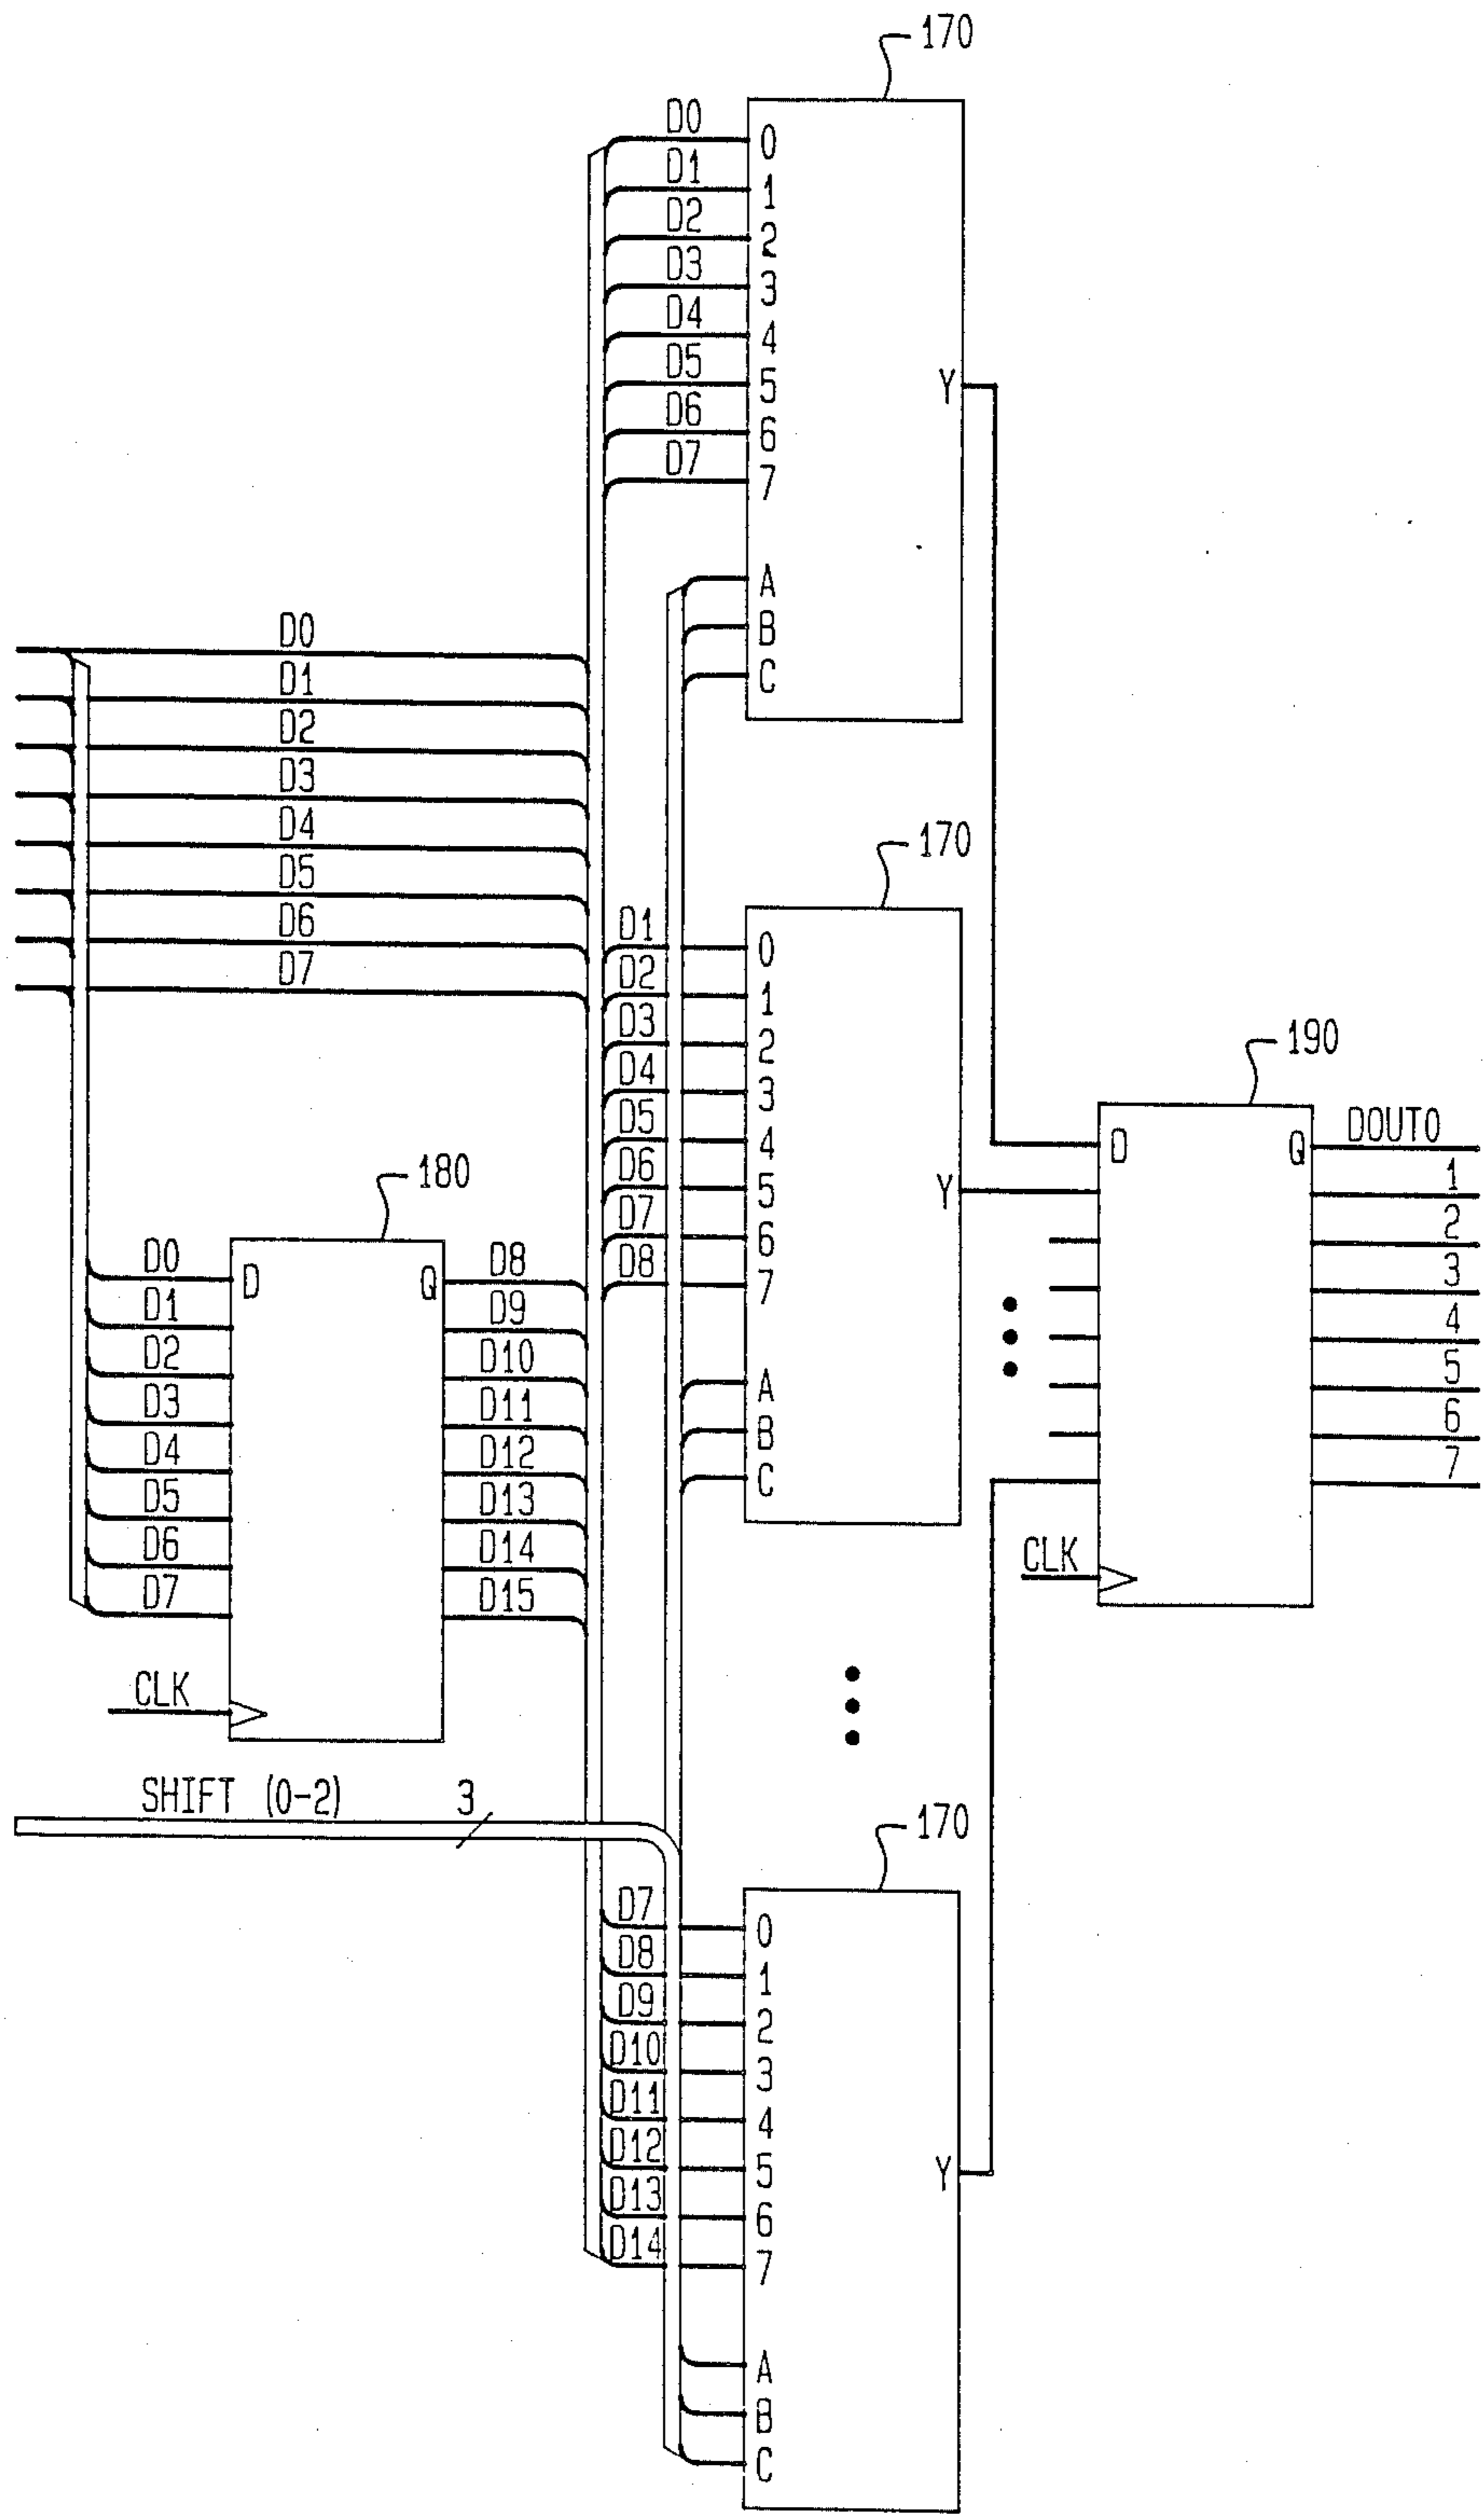 170
D0
0
D1
1
D2
2
D3
3
D4
4
D5
5
D6
6
D7
7
Y
A
B
C
D0
D1
D2
D3
D4
D5
D6
D7
170
D1
0
D2
1
D3
2
D4
3
D5
4
D6
5
D7
6
D8
7
Y
A
B
C
180
D0
D1
D2
D3
D4
D5
D6
D7
D
Q
D8
D9
D10
D11
D12
D13
D14
D15
CLK
190
D
Q
DOUT0
1
2
3
4
5
6
7
CLK
SHIFT (0-2)
3
170
D7
0
D8
1
D9
2
D10
3
D11
4
D12
5
D13
6
D14
7
Y
A
B
C